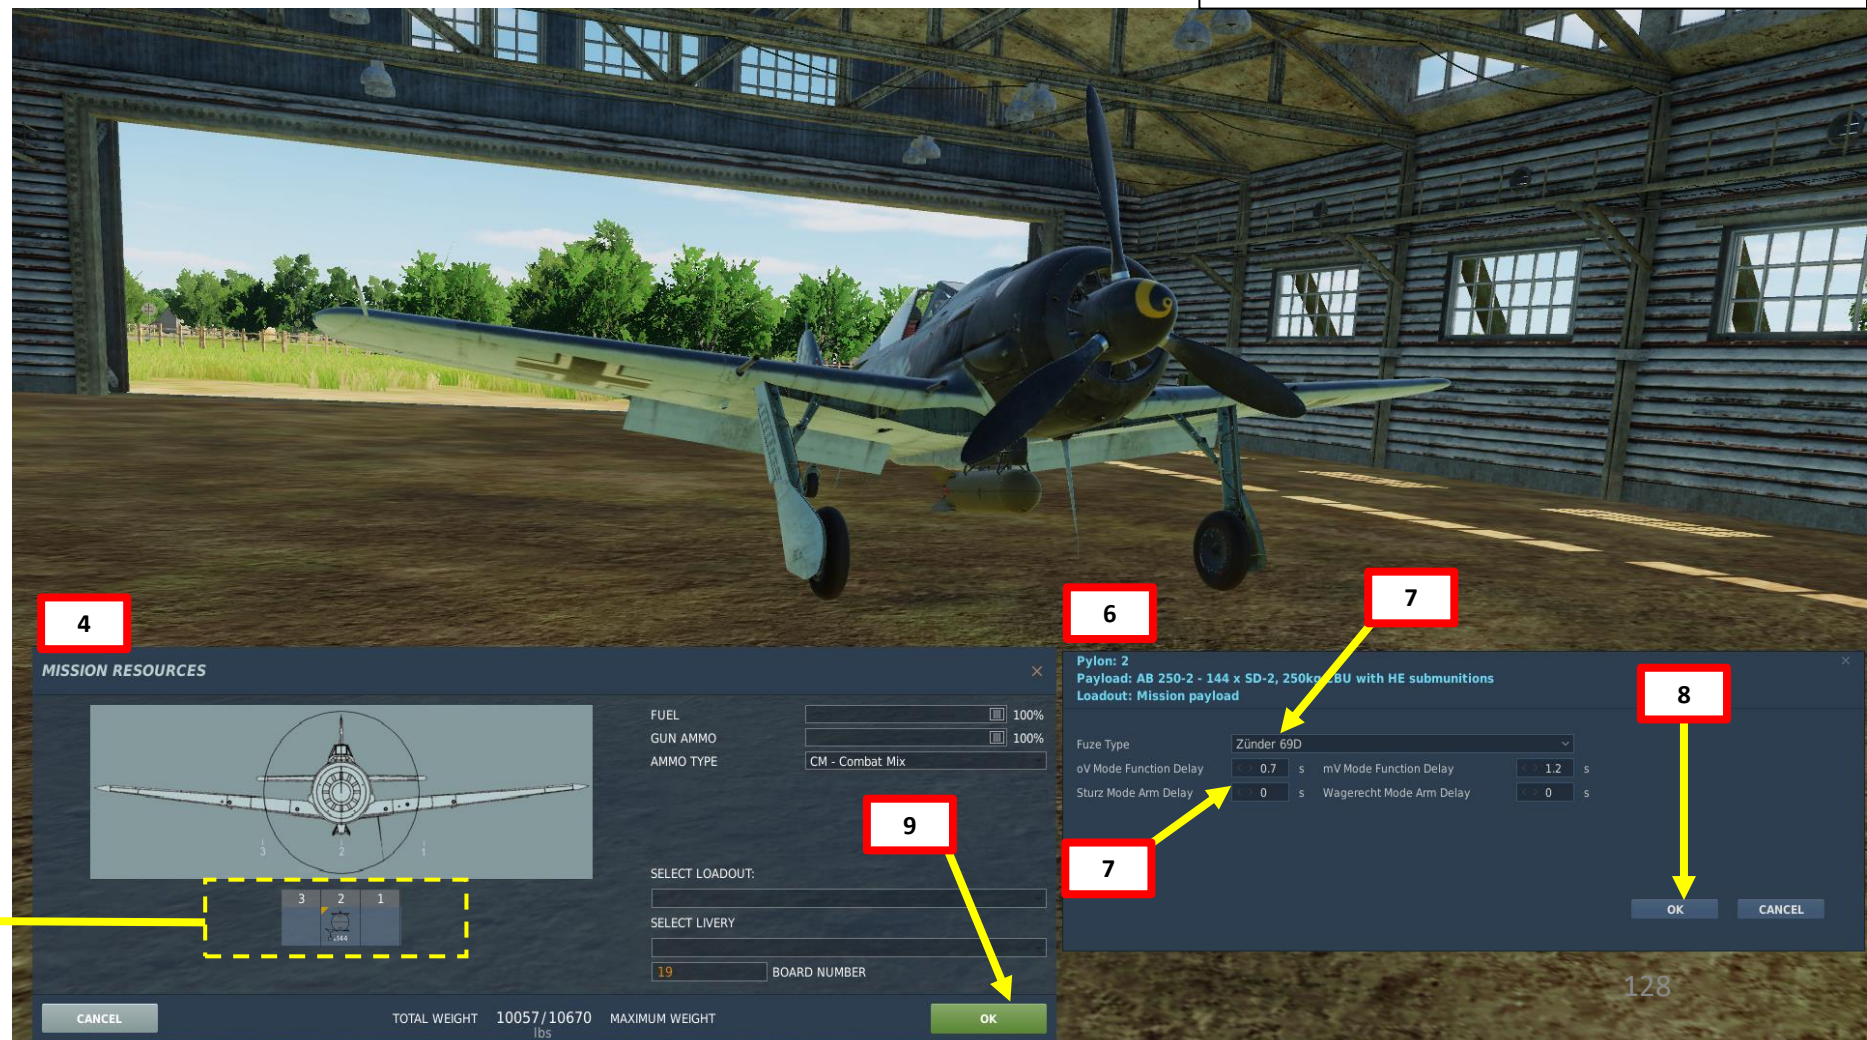 4
6
7
MISSION RESOURCES
FUEL 100%
GUN AMMO 100%
AMMO TYPE CM - Combat Mix
3 2 1
3 2 1
9
SELECT LOADOUT:
SELECT LIVERY
19 BOARD NUMBER
CANCEL TOTAL WEIGHT 10057/10670 MAXIMUM WEIGHT OK
lbs
Pylon: 2
Payload: AB 250-2 - 144 x SD-2, 250kg CBU with HE submunitions
Loadout: Mission payload
8
Fuze Type Zünder 69D
oV Mode Function Delay 0.7 s mV Mode Function Delay 1.2 s
Sturz Mode Arm Delay 0 s Wagerecht Mode Arm Delay 0 s
7
OK CANCEL
128